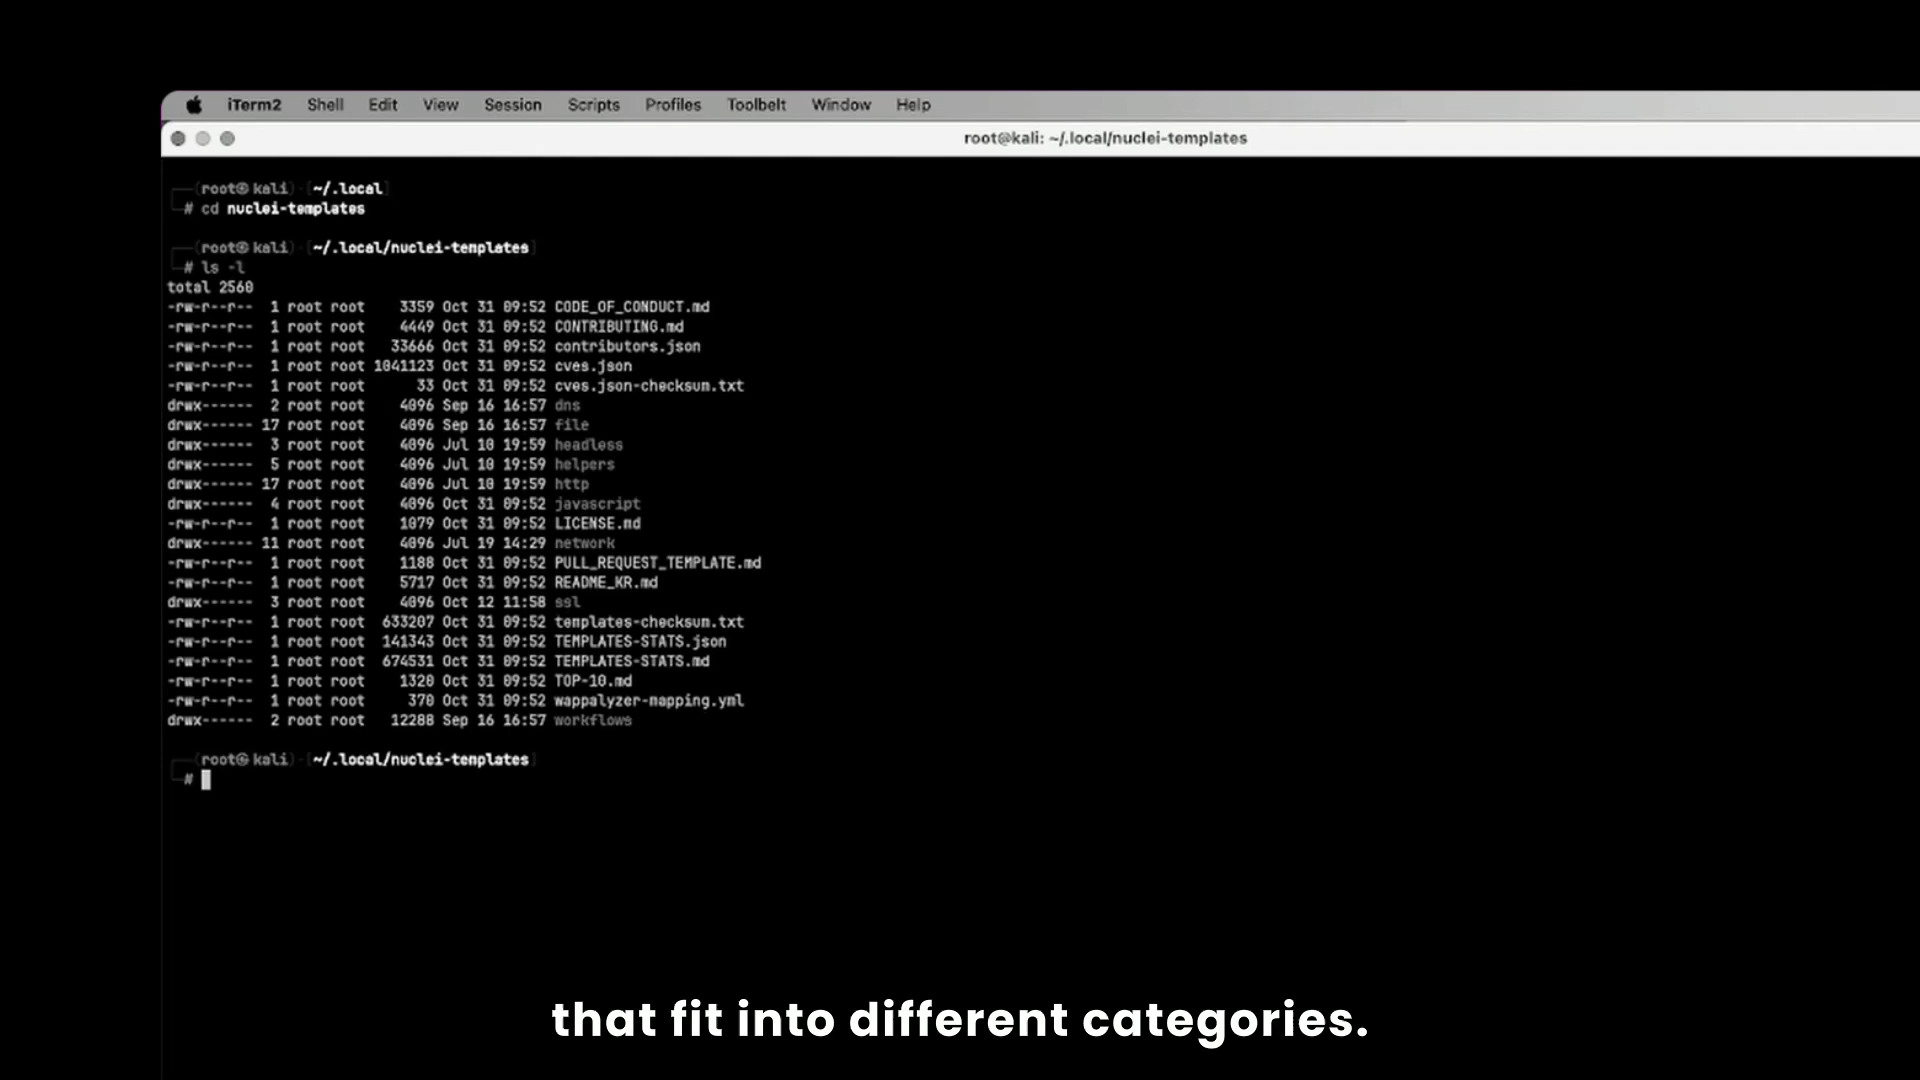 iTerm2 Shell Edit View Session Scripts Profiles Toolbelt Window Help
root@kali: ~/.local/nuclei-templates
(root㉿kali)-[~/.local]
# cd nuclei-templates
(root㉿kali)-[~/.local/nuclei-templates]
# ls -l
total 2560
-rw-r--r-- 1 root root 3359 Oct 31 09:52 CODE_OF_CONDUCT.md
-rw-r--r-- 1 root root 4449 Oct 31 09:52 CONTRIBUTING.md
-rw-r--r-- 1 root root 33666 Oct 31 09:52 contributors.json
-rw-r--r-- 1 root root 1041123 Oct 31 09:52 cves.json
-rw-r--r-- 1 root root 33 Oct 31 09:52 cves.json-checksum.txt
drwx------ 2 root root 4096 Sep 16 16:57 dns
drwx------ 17 root root 4096 Sep 16 16:57 file
drwx------ 3 root root 4096 Jul 10 19:59 headless
drwx------ 5 root root 4096 Jul 10 19:59 helpers
drwx------ 17 root root 4096 Jul 10 19:59 http
drwx------ 4 root root 4096 Oct 31 09:52 javascript
-rw-r--r-- 1 root root 1079 Oct 31 09:52 LICENSE.md
drwx------ 11 root root 4096 Jul 19 14:29 network
-rw-r--r-- 1 root root 1188 Oct 31 09:52 PULL_REQUEST_TEMPLATE.md
-rw-r--r-- 1 root root 5717 Oct 31 09:52 README_KR.md
drwx------ 3 root root 4096 Oct 12 11:58 ssl
-rw-r--r-- 1 root root 633207 Oct 31 09:52 templates-checksum.txt
-rw-r--r-- 1 root root 141343 Oct 31 09:52 TEMPLATES-STATS.json
-rw-r--r-- 1 root root 674531 Oct 31 09:52 TEMPLATES-STATS.md
-rw-r--r-- 1 root root 1320 Oct 31 09:52 TOP-10.md
-rw-r--r-- 1 root root 370 Oct 31 09:52 wappalyzer-mapping.yml
drwx------ 2 root root 12288 Sep 16 16:57 workflows
(root㉿kali)-[~/.local/nuclei-templates]
#
that fit into different categories.